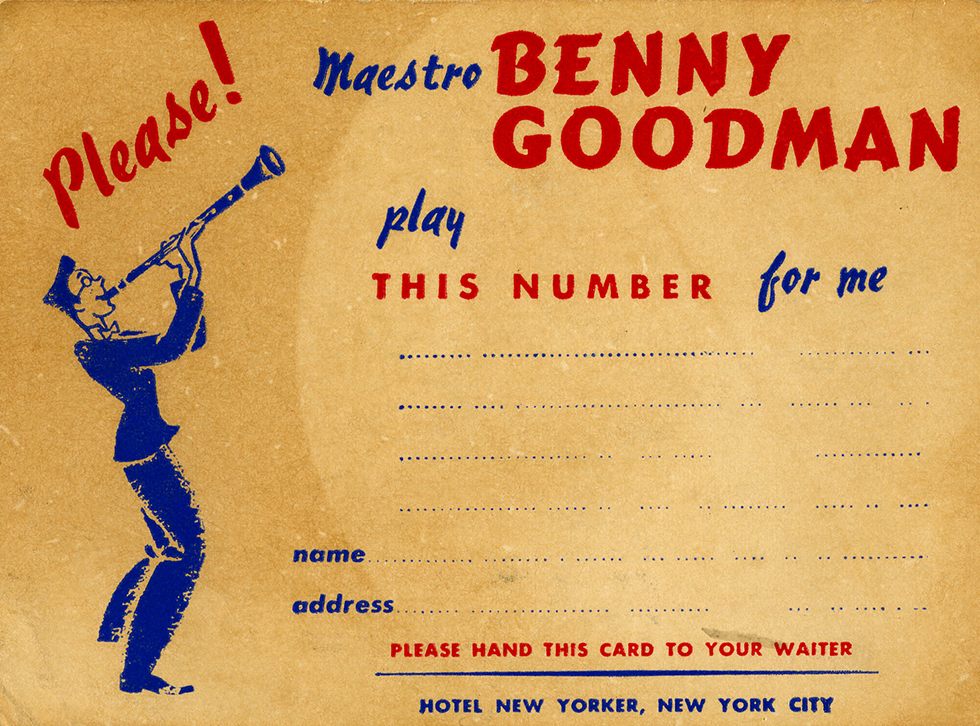 Please!
Maestro BENNY
GOODMAN
play
THIS NUMBER for me
name
address
PLEASE HAND THIS CARD TO YOUR WAITER
HOTEL NEW YORKER, NEW YORK CITY